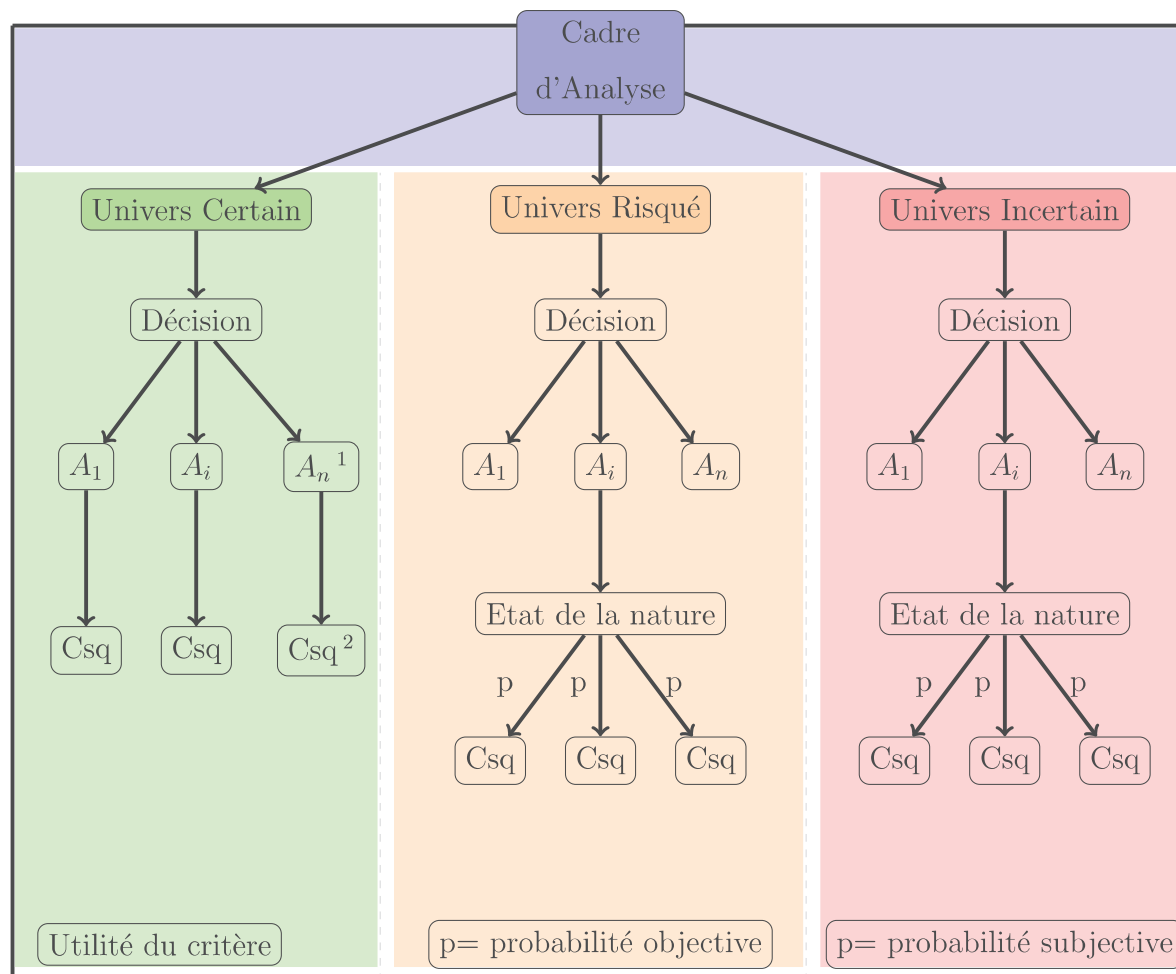 Cadre
d'Analyse
Univers Certain
Univers Risqué
Univers Incertain
Décision
Décision
Décision
A₁
Aᵢ
Aₙ ¹
A₁
Aᵢ
Aₙ
A₁
Aᵢ
Aₙ
Etat de la nature
Etat de la nature
Csq
Csq
Csq ²
p
p
p
p
p
p
Csq
Csq
Csq
Csq
Csq
Csq
Utilité du critère
p= probabilité objective
p= probabilité subjective